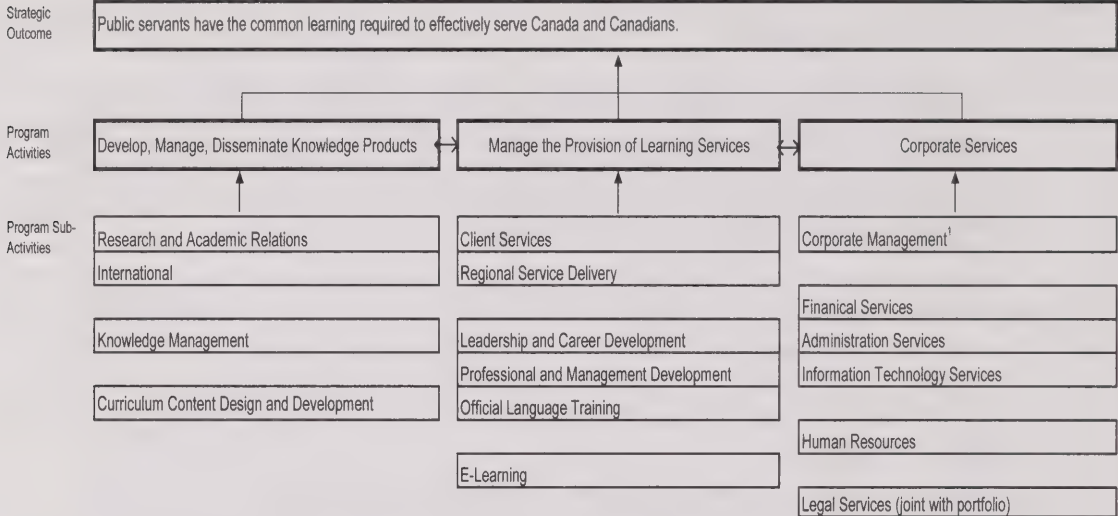 Strategic
Outcome
Public servants have the common learning required to effectively serve Canada and Canadians.
Program
Activities
Develop, Manage, Disseminate Knowledge Products
Manage the Provision of Learning Services
Corporate Services
Program Sub-
Activities
Research and Academic Relations
International
Knowledge Management
Curriculum Content Design and Development
Client Services
Regional Service Delivery
Leadership and Career Development
Professional and Management Development
Official Language Training
E-Learning
Corporate Management¹
Finanical Services
Administration Services
Information Technology Services
Human Resources
Legal Services (joint with portfolio)